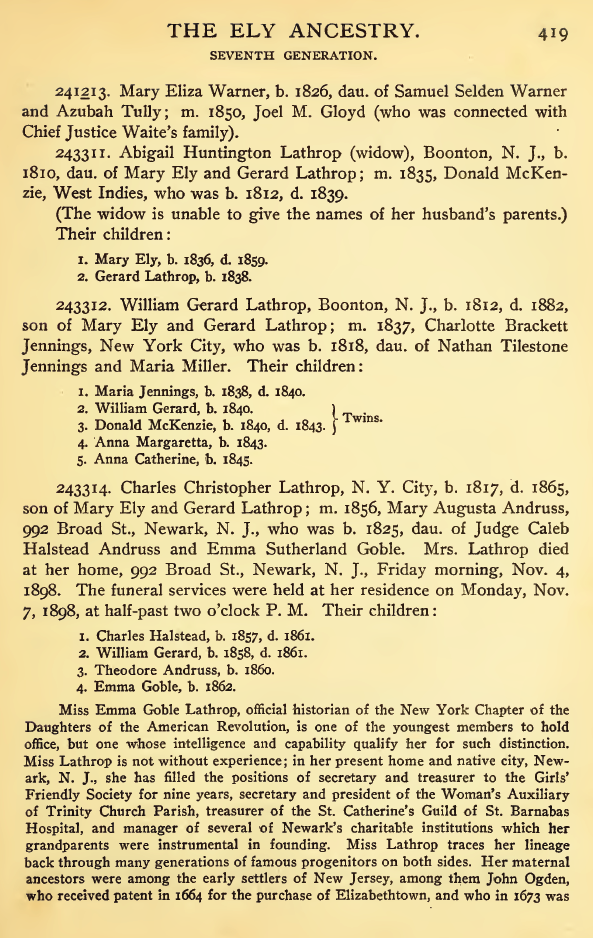 THE ELY ANCESTRY. 419
SEVENTH GENERATION.
241213. Mary Eliza Warner, b. 1826, dau. of Samuel Selden Warner
and Azubah Tully; m. 1850, Joel M. Gloyd (who was connected with
Chief Justice Waite's family).
243311. Abigail Huntington Lathrop (widow), Boonton, N. J., b.
1810, dau. of Mary Ely and Gerard Lathrop; m. 1835, Donald McKen-
zie, West Indies, who was b. 1812, d. 1839.
(The widow is unable to give the names of her husband's parents.)
Their children:
1. Mary Ely, b. 1836, d. 1859.
2. Gerard Lathrop, b. 1838.
243312. William Gerard Lathrop, Boonton, N. J., b. 1812, d. 1882,
son of Mary Ely and Gerard Lathrop; m. 1837, Charlotte Brackett
Jennings, New York City, who was b. 1818, dau. of Nathan Tilestone
Jennings and Maria Miller. Their children:
1. Maria Jennings, b. 1838, d. 1840.
2. William Gerard, b. 1840.
3. Donald McKenzie, b. 1840, d. 1843. } Twins.
4. Anna Margaretta, b. 1843.
5. Anna Catherine, b. 1845.
243314. Charles Christopher Lathrop, N. Y. City, b. 1817, d. 1865,
son of Mary Ely and Gerard Lathrop; m. 1856, Mary Augusta Andruss,
992 Broad St., Newark, N. J., who was b. 1825, dau. of Judge Caleb
Halstead Andruss and Emma Sutherland Goble. Mrs. Lathrop died
at her home, 992 Broad St., Newark, N. J., Friday morning, Nov. 4,
1898. The funeral services were held at her residence on Monday, Nov.
7, 1898, at half-past two o'clock P. M. Their children:
1. Charles Halstead, b. 1857, d. 1861.
2. William Gerard, b. 1858, d. 1861.
3. Theodore Andruss, b. 1860.
4. Emma Goble, b. 1862.
Miss Emma Goble Lathrop, official historian of the New York Chapter of the
Daughters of the American Revolution, is one of the youngest members to hold
office, but one whose intelligence and capability qualify her for such distinction.
Miss Lathrop is not without experience; in her present home and native city, New-
ark, N. J., she has filled the positions of secretary and treasurer to the Girls'
Friendly Society for nine years, secretary and president of the Woman's Auxiliary
of Trinity Church Parish, treasurer of the St. Catherine's Guild of St. Barnabas
Hospital, and manager of several of Newark's charitable institutions which her
grandparents were instrumental in founding. Miss Lathrop traces her lineage
back through many generations of famous progenitors on both sides. Her maternal
ancestors were among the early settlers of New Jersey, among them John Ogden,
who received patent in 1664 for the purchase of Elizabethtown, and who in 1673 was